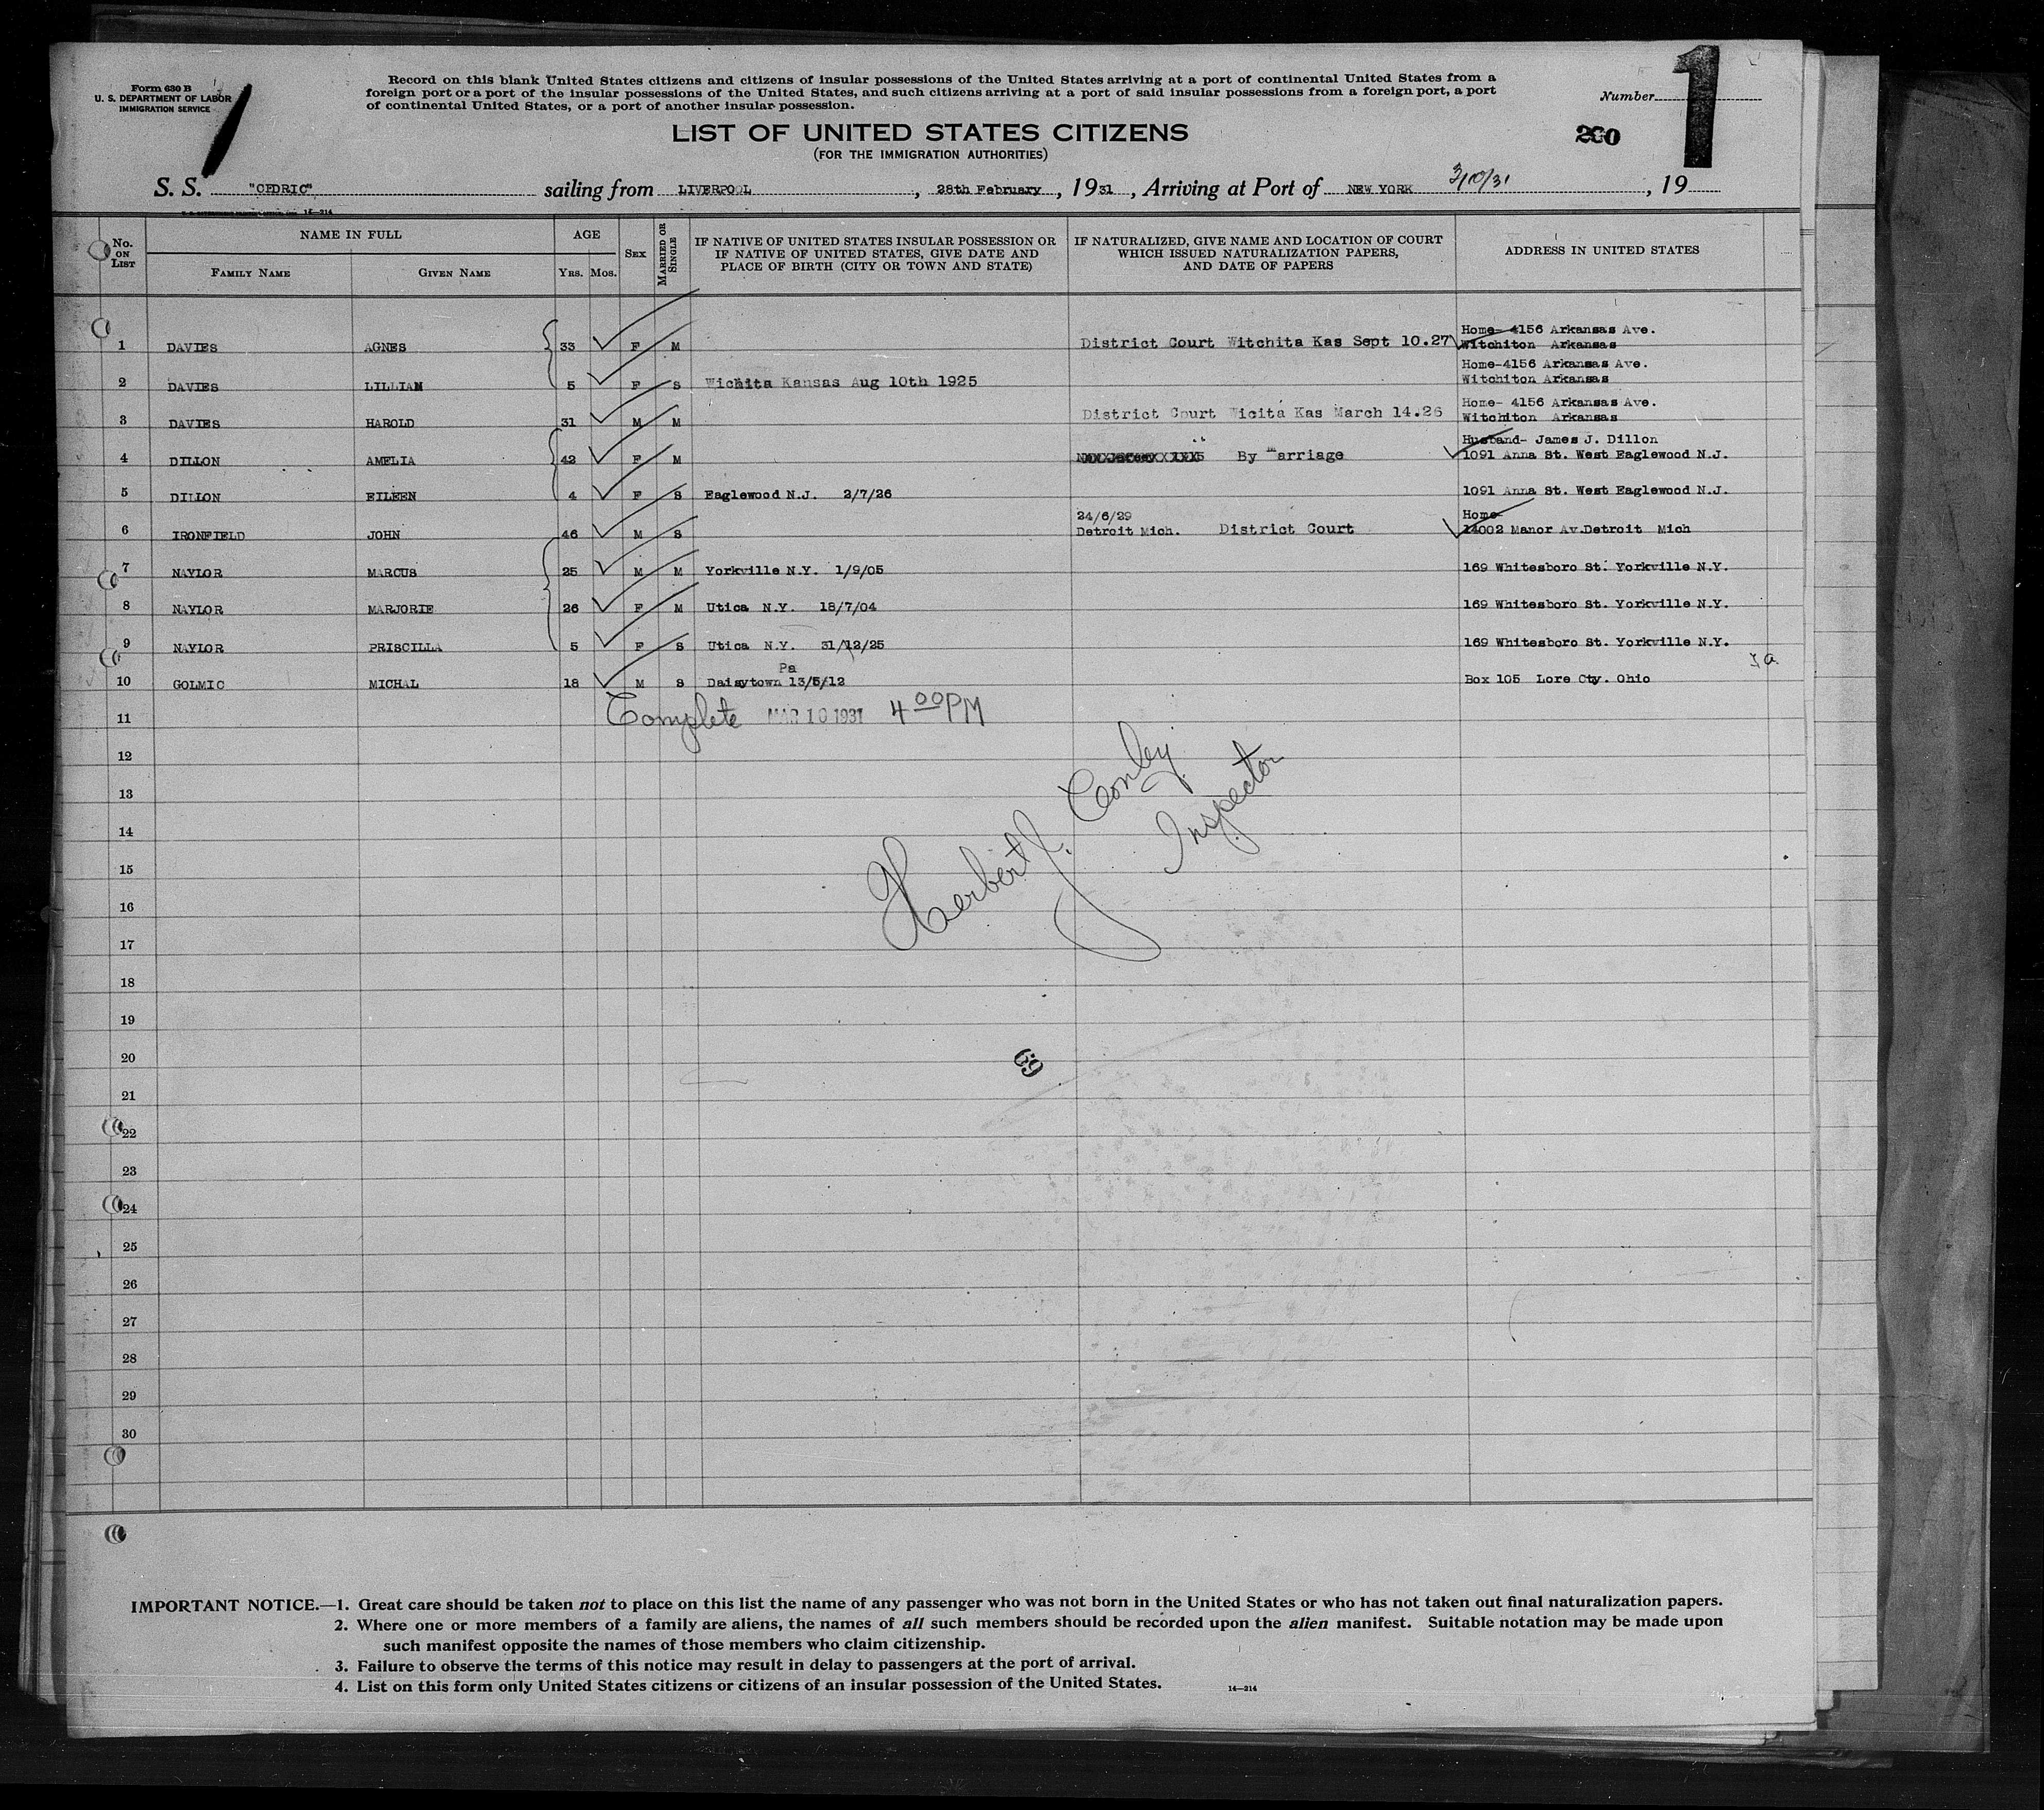 Form 630 B
U. S. DEPARTMENT OF LABOR
IMMIGRATION SERVICE
Record on this blank United States citizens and citizens of insular possessions of the United States arriving at a port of continental United States from a
foreign port or a port of the insular possessions of the United States, and such citizens arriving at a port of said insular possessions from a foreign port, a port
of continental United States, or a port of another insular possession.
Number 1
LIST OF UNITED STATES CITIZENS
(FOR THE IMMIGRATION AUTHORITIES)
S. S. "CEDRIC" sailing from LIVERPOOL, 28th February, 1931, Arriving at Port of NEW YORK 3/10/31, 19
14—214
No. ON LIST
NAME IN FULL
FAMILY NAME GIVEN NAME
AGE
YRS. MOS.
SEX
MARRIED OR SINGLE
IF NATIVE OF UNITED STATES INSULAR POSSESSION OR
IF NATIVE OF UNITED STATES, GIVE DATE AND
PLACE OF BIRTH (CITY OR TOWN AND STATE)
IF NATURALIZED, GIVE NAME AND LOCATION OF COURT
WHICH ISSUED NATURALIZATION PAPERS,
AND DATE OF PAPERS
ADDRESS IN UNITED STATES
Home- 4156 Arkansas Ave.
1 DAVIES AGNES 33 F M District Court Witchita Kas Sept 10.27 Witchiton Arkansas
Home-4156 Arkansas Ave.
2 DAVIES LILLIAN 5 F S Wichita Kansas Aug 10th 1925 Witchiton Arkansas
Home- 4156 Arkansas Ave.
3 DAVIES HAROLD 31 M M District Court Wicita Kas March 14.26 Witchiton Arkansas
Husband- James J. Dillon
4 DILLON AMELIA 42 F M By marriage 1091 Anna St. West Eaglewood N.J.
5 DILLON EILEEN 4 F S Eaglewood N.J. 2/7/26 1091 Anna St. West Eaglewood N.J.
24/6/29 Home-
6 IRONFIELD JOHN 46 M S Detroit Mich. District Court 14002 Manor Av.Detroit Mich
7 NAYLOR MARCUS 25 M M Yorkville N.Y. 1/9/05 169 Whitesboro St. Yorkville N.Y.
8 NAYLOR MARJORIE 26 F M Utica N.Y. 18/7/04 169 Whitesboro St. Yorkville N.Y.
9 NAYLOR PRISCILLA 5 F S Utica N.Y. 31/12/25 169 Whitesboro St. Yorkville N.Y.
Pa
10 GOLMIC MICHAL 18 M S Daisytown 13/5/12 Box 105 Lore Cty. Ohio
11 Complete MAR 10 1931 4 00 PM
12
13
14
15
16
17
18
19
20
21
22
23
24
25
26
27
28
29
30
Herbert J. Conley
Inspector
69
IMPORTANT NOTICE.—1. Great care should be taken not to place on this list the name of any passenger who was not born in the United States or who has not taken out final naturalization papers.
2. Where one or more members of a family are aliens, the names of all such members should be recorded upon the alien manifest. Suitable notation may be made upon
such manifest opposite the names of those members who claim citizenship.
3. Failure to observe the terms of this notice may result in delay to passengers at the port of arrival.
4. List on this form only United States citizens or citizens of an insular possession of the United States.
14—214